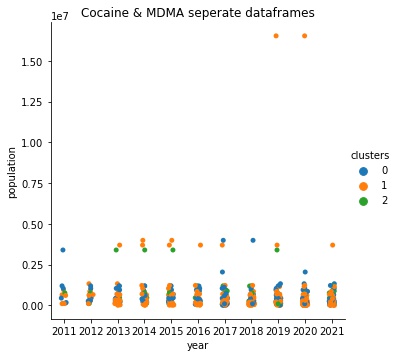 Cocaine & MDMA seperate dataframes
1e7
1.50
1.25
1.00
0.75
0.50
0.25
0.00
population
2011 2012 2013 2014 2015 2016 2017 2018 2019 2020 2021
year
clusters
0
1
2